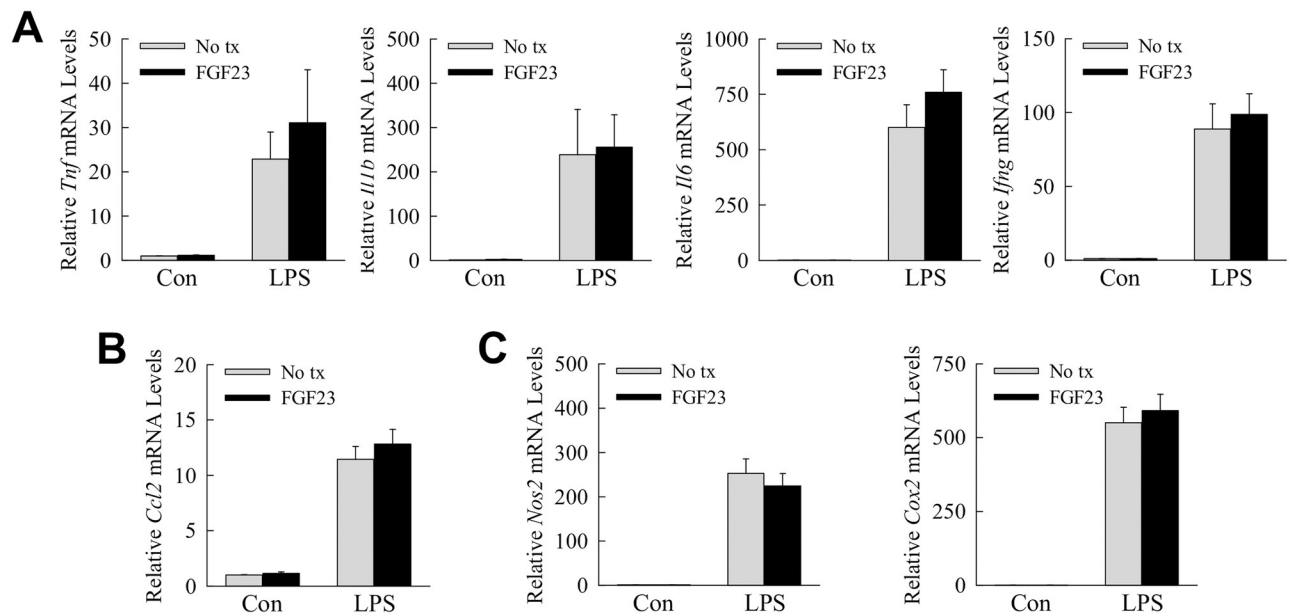 A
Relative Tnf mRNA Levels
50
40
30
20
10
0
No tx
FGF23
Con
LPS
Relative Il1b mRNA Levels
500
400
300
200
100
0
No tx
FGF23
Con
LPS
Relative Il6 mRNA Levels
1000
750
500
250
0
No tx
FGF23
Con
LPS
Relative Ifng mRNA Levels
150
100
50
0
No tx
FGF23
Con
LPS
B
Relative Ccl2 mRNA Levels
20
15
10
5
0
No tx
FGF23
Con
LPS
C
Relative Nos2 mRNA Levels
500
400
300
200
100
0
No tx
FGF23
Con
LPS
Relative Cox2 mRNA Levels
750
500
250
0
No tx
FGF23
Con
LPS